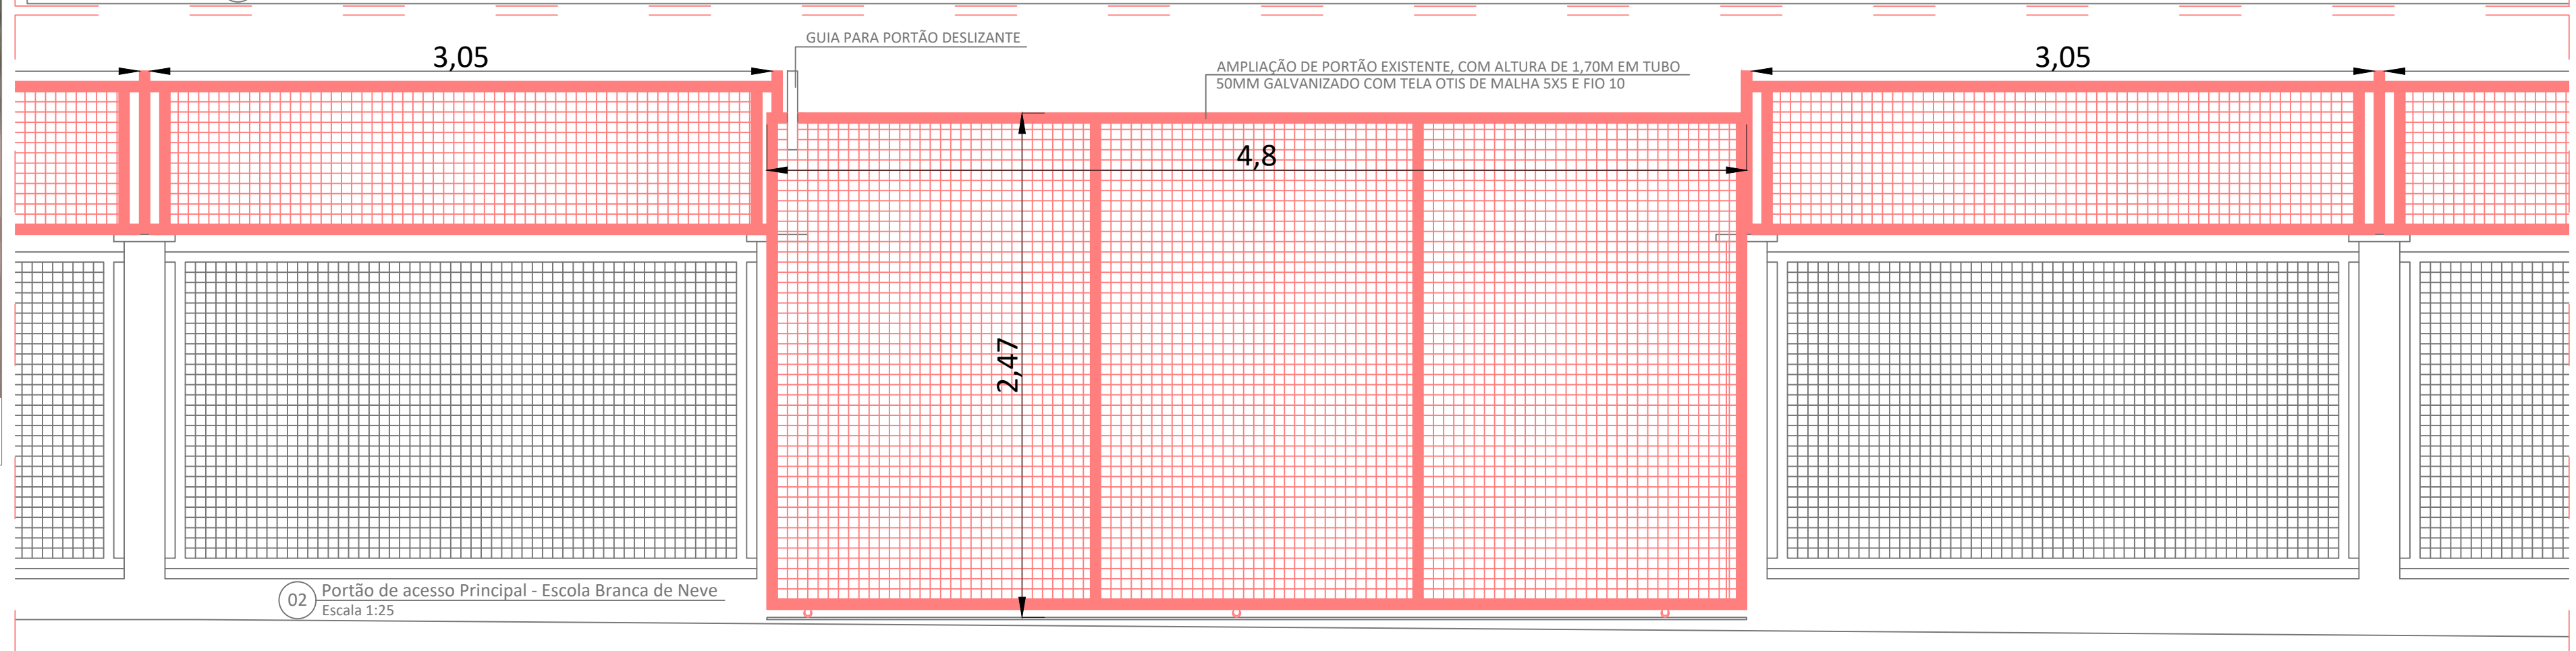 GUIA PARA PORTÃO DESLIZANTE
3,05
AMPLIAÇÃO DE PORTÃO EXISTENTE, COM ALTURA DE 1,70M EM TUBO
50MM GALVANIZADO COM TELA OTIS DE MALHA 5X5 E FIO 10
3,05
4,8
2,47
02
Portão de acesso Principal - Escola Branca de Neve
Escala 1:25